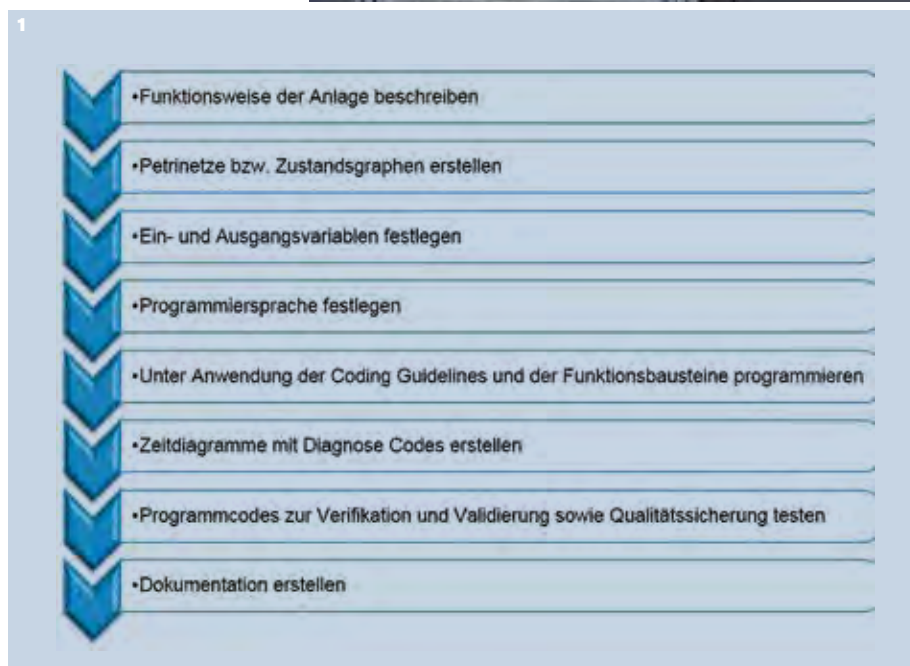 1
•Funktionsweise der Anlage beschreiben
•Petrinetze bzw. Zustandsgraphen erstellen
•Ein- und Ausgangsvariablen festlegen
•Programmiersprache festlegen
•Unter Anwendung der Coding Guidelines und der Funktionsbausteine programmieren
•Zeitdiagramme mit Diagnose Codes erstellen
•Programmcodes zur Verifikation und Validierung sowie Qualitätssicherung testen
•Dokumentation erstellen